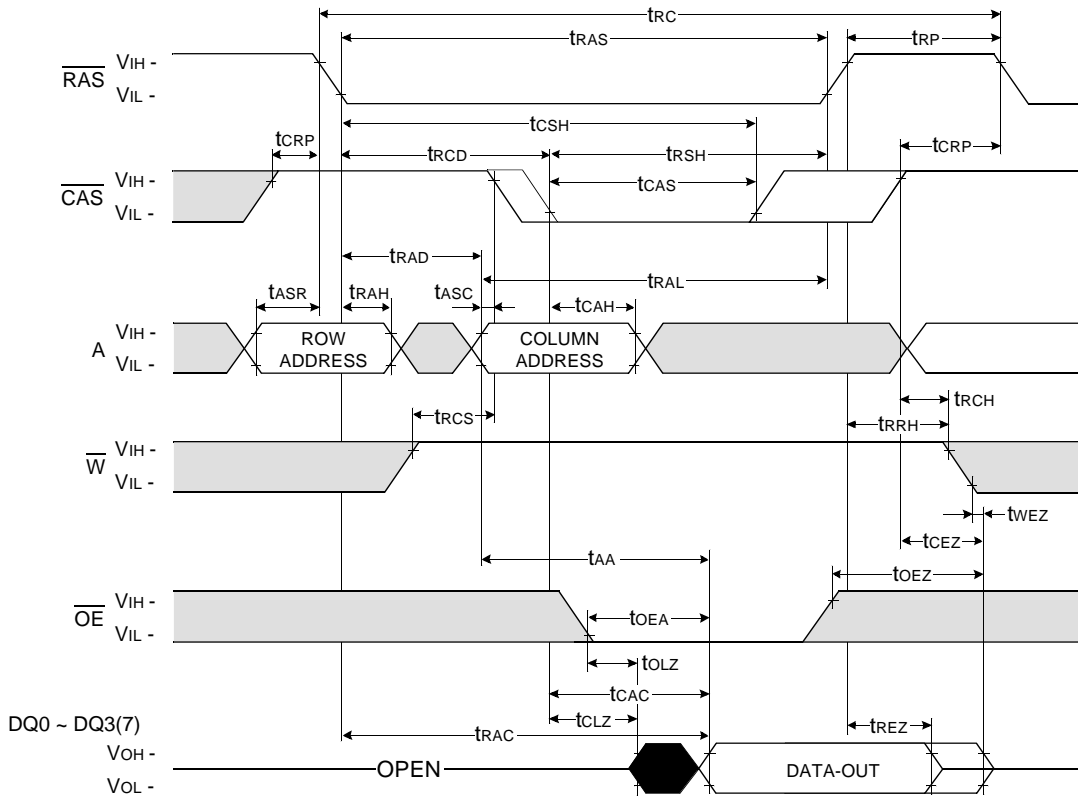 tRC
tRAS
tRP
RAS
VIH -
VIL -
tCSH
tCRP
tRCD
tRSH
tCRP
CAS
VIH -
VIL -
tCAS
tRAD
tRAL
tASR
tRAH
tASC
tCAH
A
VIH -
VIL -
ROW
ADDRESS
COLUMN
ADDRESS
tRCS
tRCH
tRRH
W
VIH -
VIL -
tWEZ
tCEZ
tAA
tOEZ
OE
VIH -
VIL -
tOEA
tOLZ
tCAC
tCLZ
tREZ
tRAC
DQ0 ~ DQ3(7)
VOH -
VOL -
OPEN
DATA-OUT